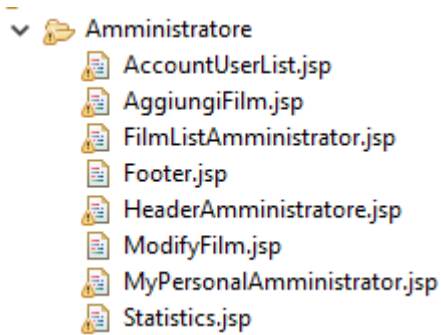 Amministratore
AccountUserList.jsp
AggiungiFilm.jsp
FilmListAmministrator.jsp
Footer.jsp
HeaderAmministratore.jsp
ModifyFilm.jsp
MyPersonalAmministrator.jsp
Statistics.jsp